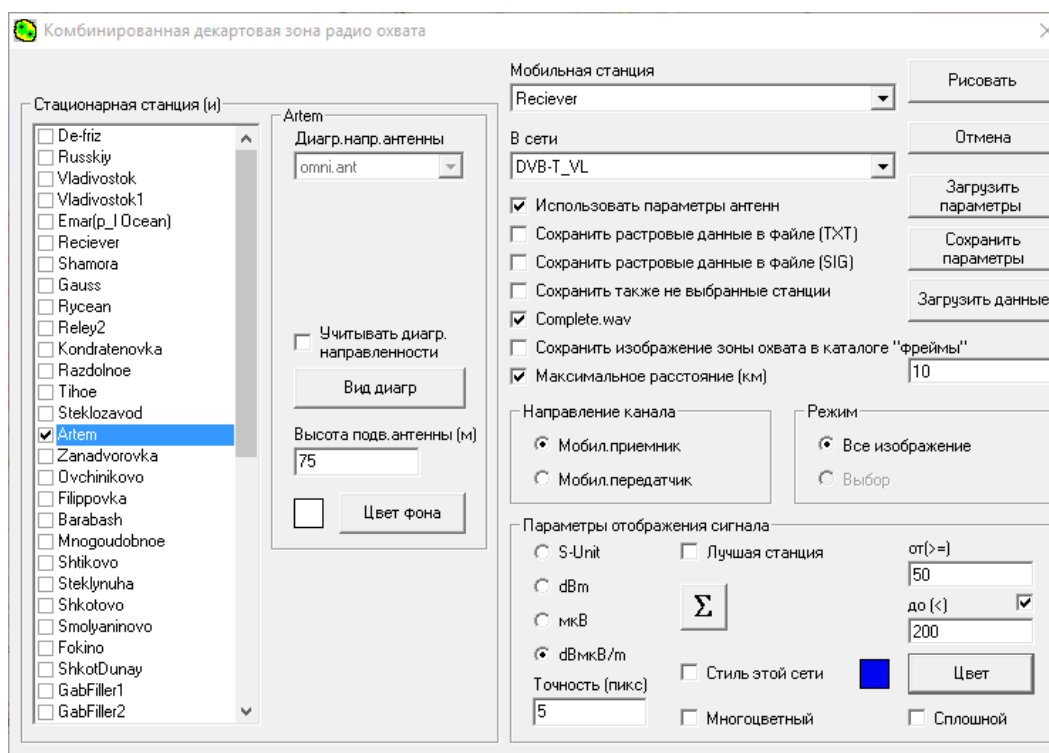 Комбинированная декартовая зона радио охвата
Стационарная станция (и)
De-friz
Russkiy
Vladivostok
Vladivostok1
Emar(p_l Ocean)
Reciever
Shamora
Gauss
Rycean
Reley2
Kondratenovka
Razdolnoe
Tihoe
Steklozavod
Artem
Zanadvorovka
Ovchinikovo
Filippovka
Barabash
Mnogoudobnoe
Shtikovo
Steklynuha
Shkotovo
Smolyaninovo
Fokino
ShkotDunay
GabFiller1
GabFiller2
Artem
Диагр.напр.антенны
omni.ant
Учитывать диагр.
направленности
Вид диагр
Высота подв.антенны (м)
75
Цвет фона
Мобильная станция
Reciever
В сети
DVB-T_VL
Использовать параметры антенн
Сохранить растровые данные в файле (TXT)
Сохранить растровые данные в файле (SIG)
Сохранить также не выбранные станции
Complete.wav
Сохранить изображение зоны охвата в каталоге "фреймы"
Максимальное расстояние (км)
10
Рисовать
Отмена
Загрузить
параметры
Сохранить
параметры
Загрузить данные
Направление канала
Мобил.приемник
Мобил.передатчик
Режим
Все изображение
Выбор
Параметры отображения сигнала
S-Unit
dBm
мкВ
dBмкВ/m
Точность (пикс)
5
Лучшая станция
Σ
Стиль этой сети
Многоцветный
от(>=)
50
до (<)
200
Цвет
Сплошной